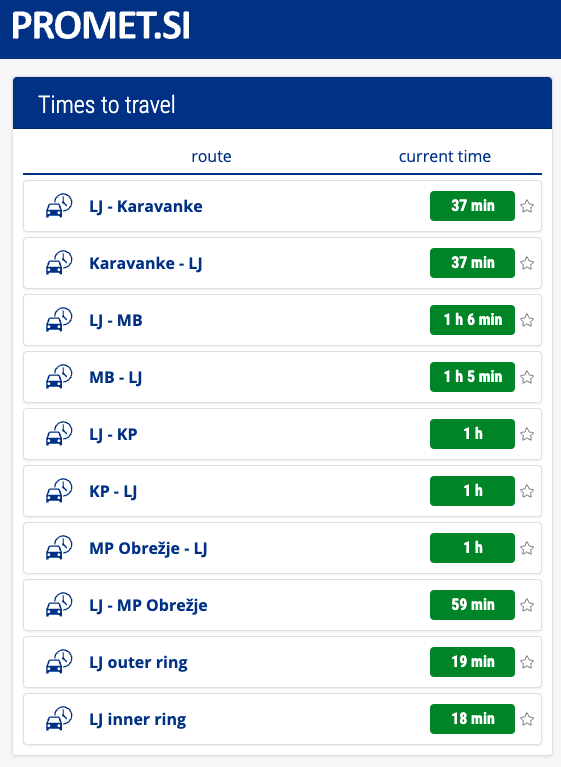 PROMET.SI
Times to travel
route current time
LJ - Karavanke 37 min
Karavanke - LJ 37 min
LJ - MB 1 h 6 min
MB - LJ 1 h 5 min
LJ - KP 1 h
KP - LJ 1 h
MP Obrežje - LJ 1 h
LJ - MP Obrežje 59 min
LJ outer ring 19 min
LJ inner ring 18 min